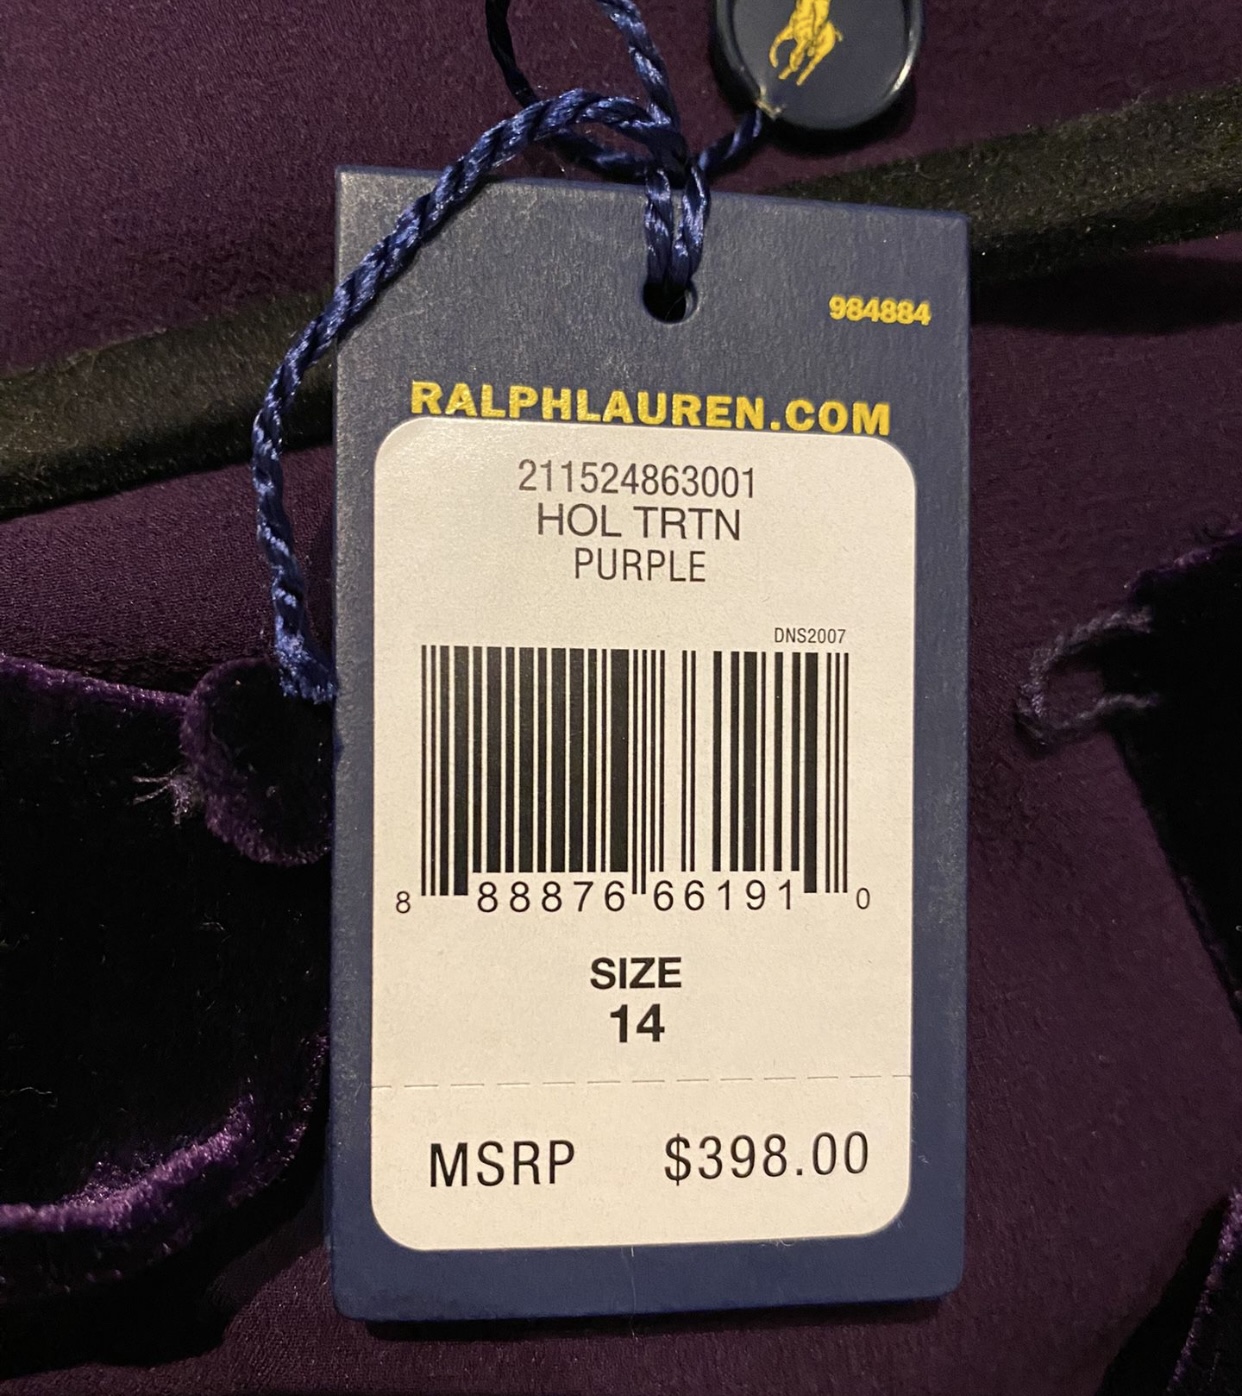 984884
RALPHLAUREN.COM
211524863001
HOL TRTN
PURPLE
DNS2007
8 88876 66191 0
SIZE
14
MSRP $398.00